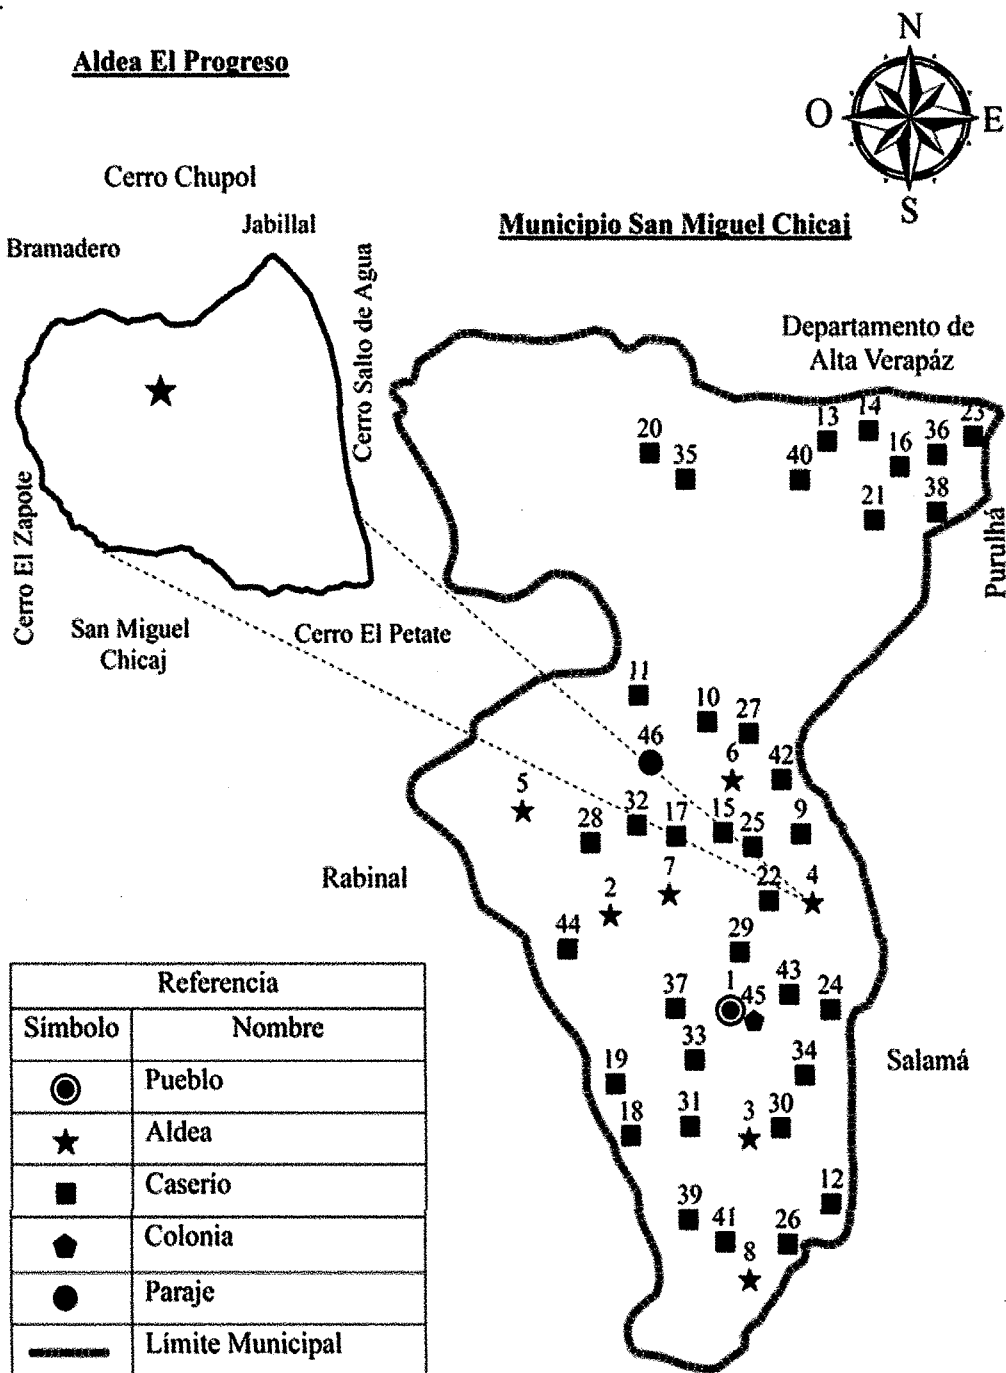 N
Aldea El Progreso
O
E
S
Cerro Chupol
Jabillal
Municipio San Miguel Chicaj
Bramadero
Cerro Salto de Agua
Departamento de
Alta Verapáz
13
14
23
20
35
40
16
36
21
38
Cerro El Zapote
Purulhá
San Miguel
Chicaj
Cerro El Petate
11
10
27
46
6
42
5
32
17
15
25
9
28
Rabinal
7
22
4
2
44
29
1
45
43
24
37
33
Salamá
19
34
18
31
3
30
12
39
41
26
8
Referencia
Símbolo Nombre
Pueblo
Aldea
Caserío
Colonia
Paraje
Límite Municipal